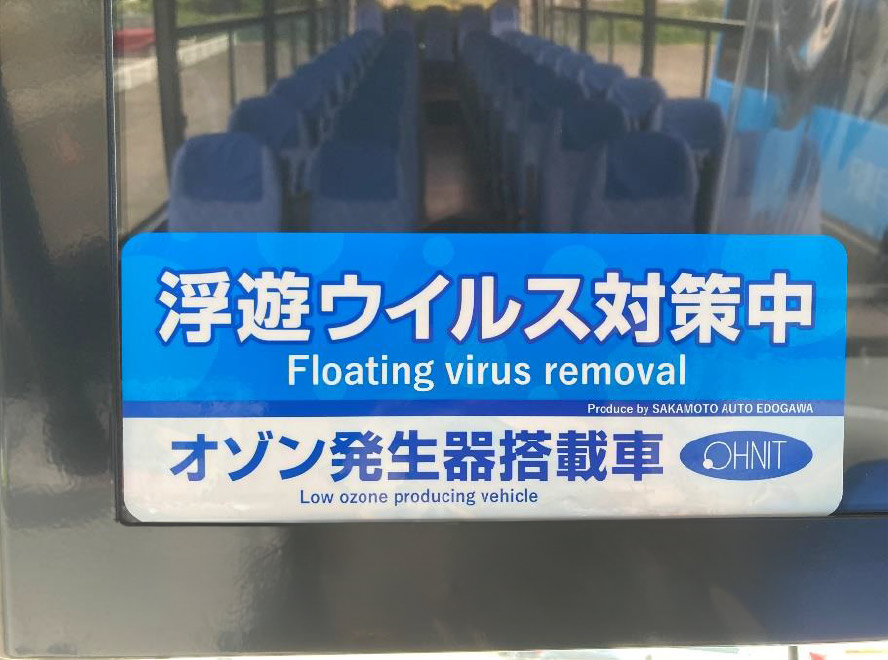 浮遊ウイルス対策中
Floating virus removal
Produce by SAKAMOTO AUTO EDOGAWA
オゾン発生器搭載車
OHNIT
Low ozone producing vehicle